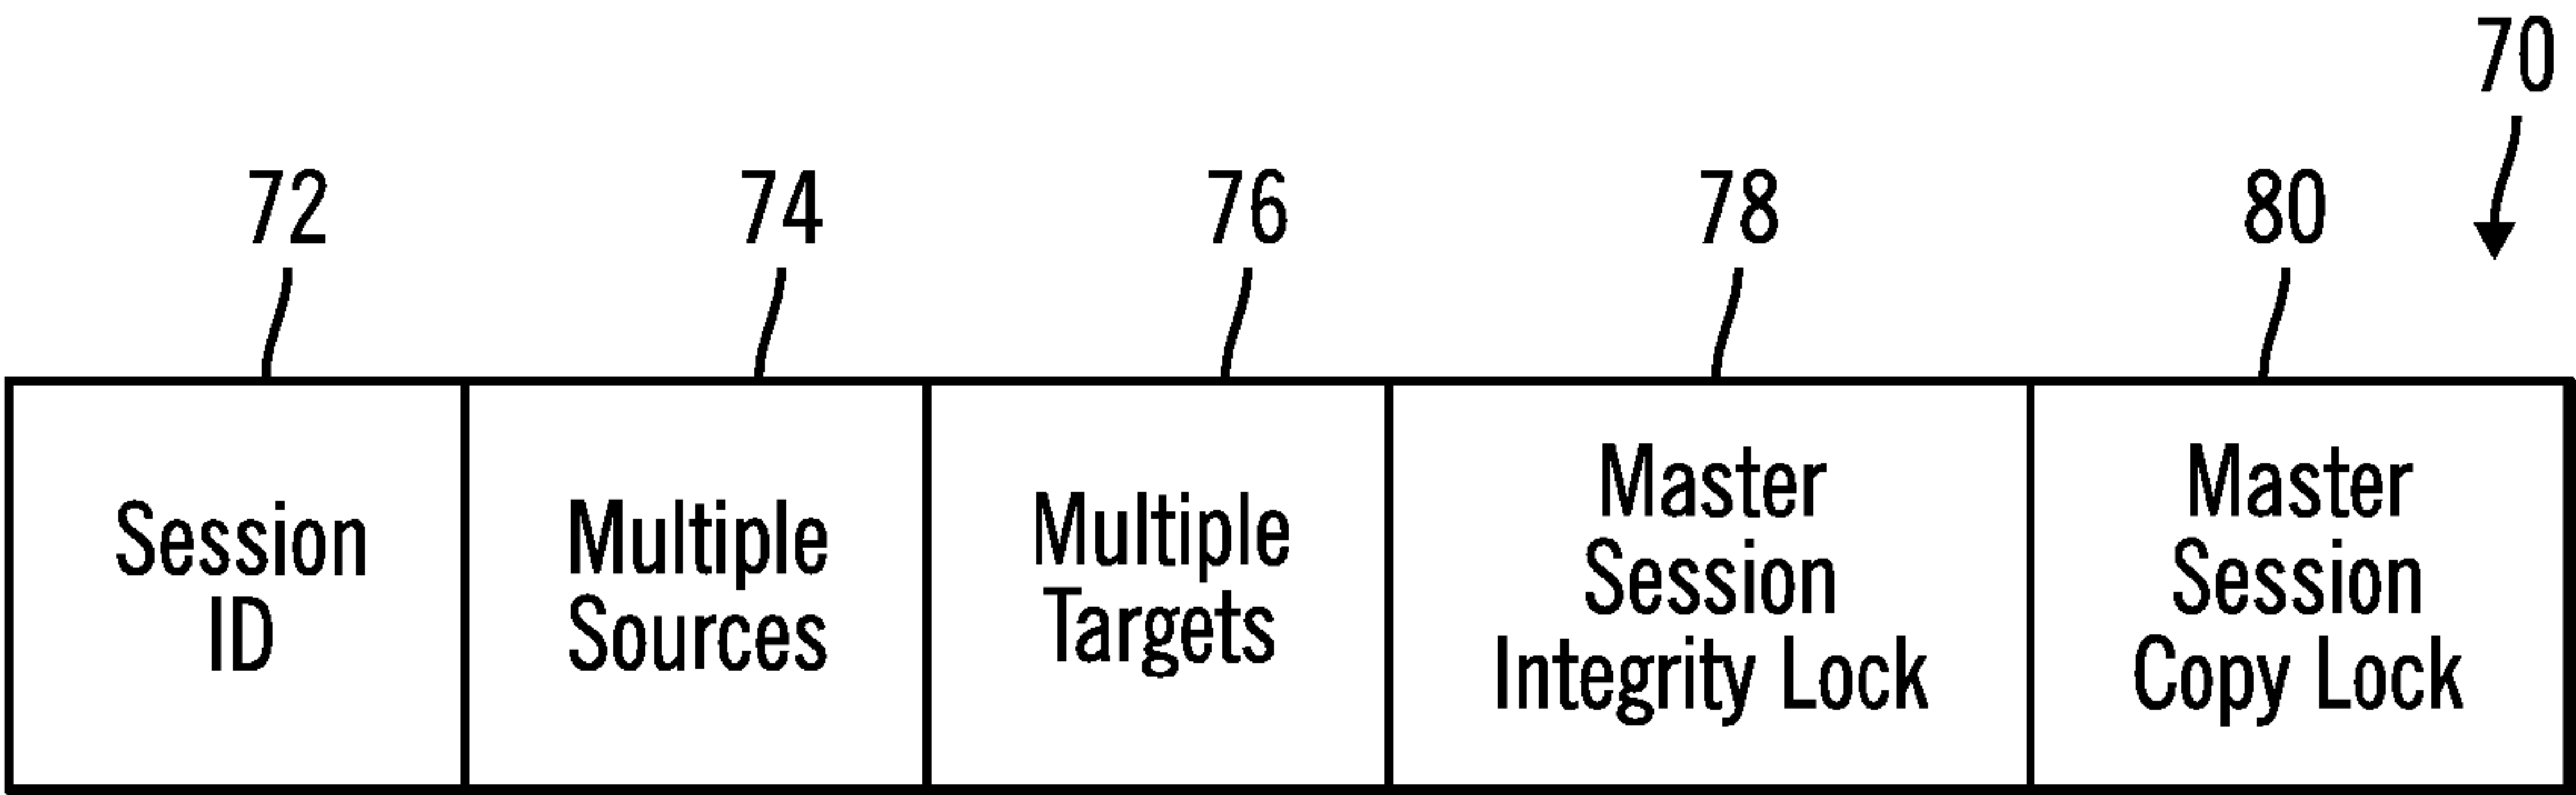 70
72 74 76 78 80
Session
ID
Multiple
Sources
Multiple
Targets
Master
Session
Integrity Lock
Master
Session
Copy Lock